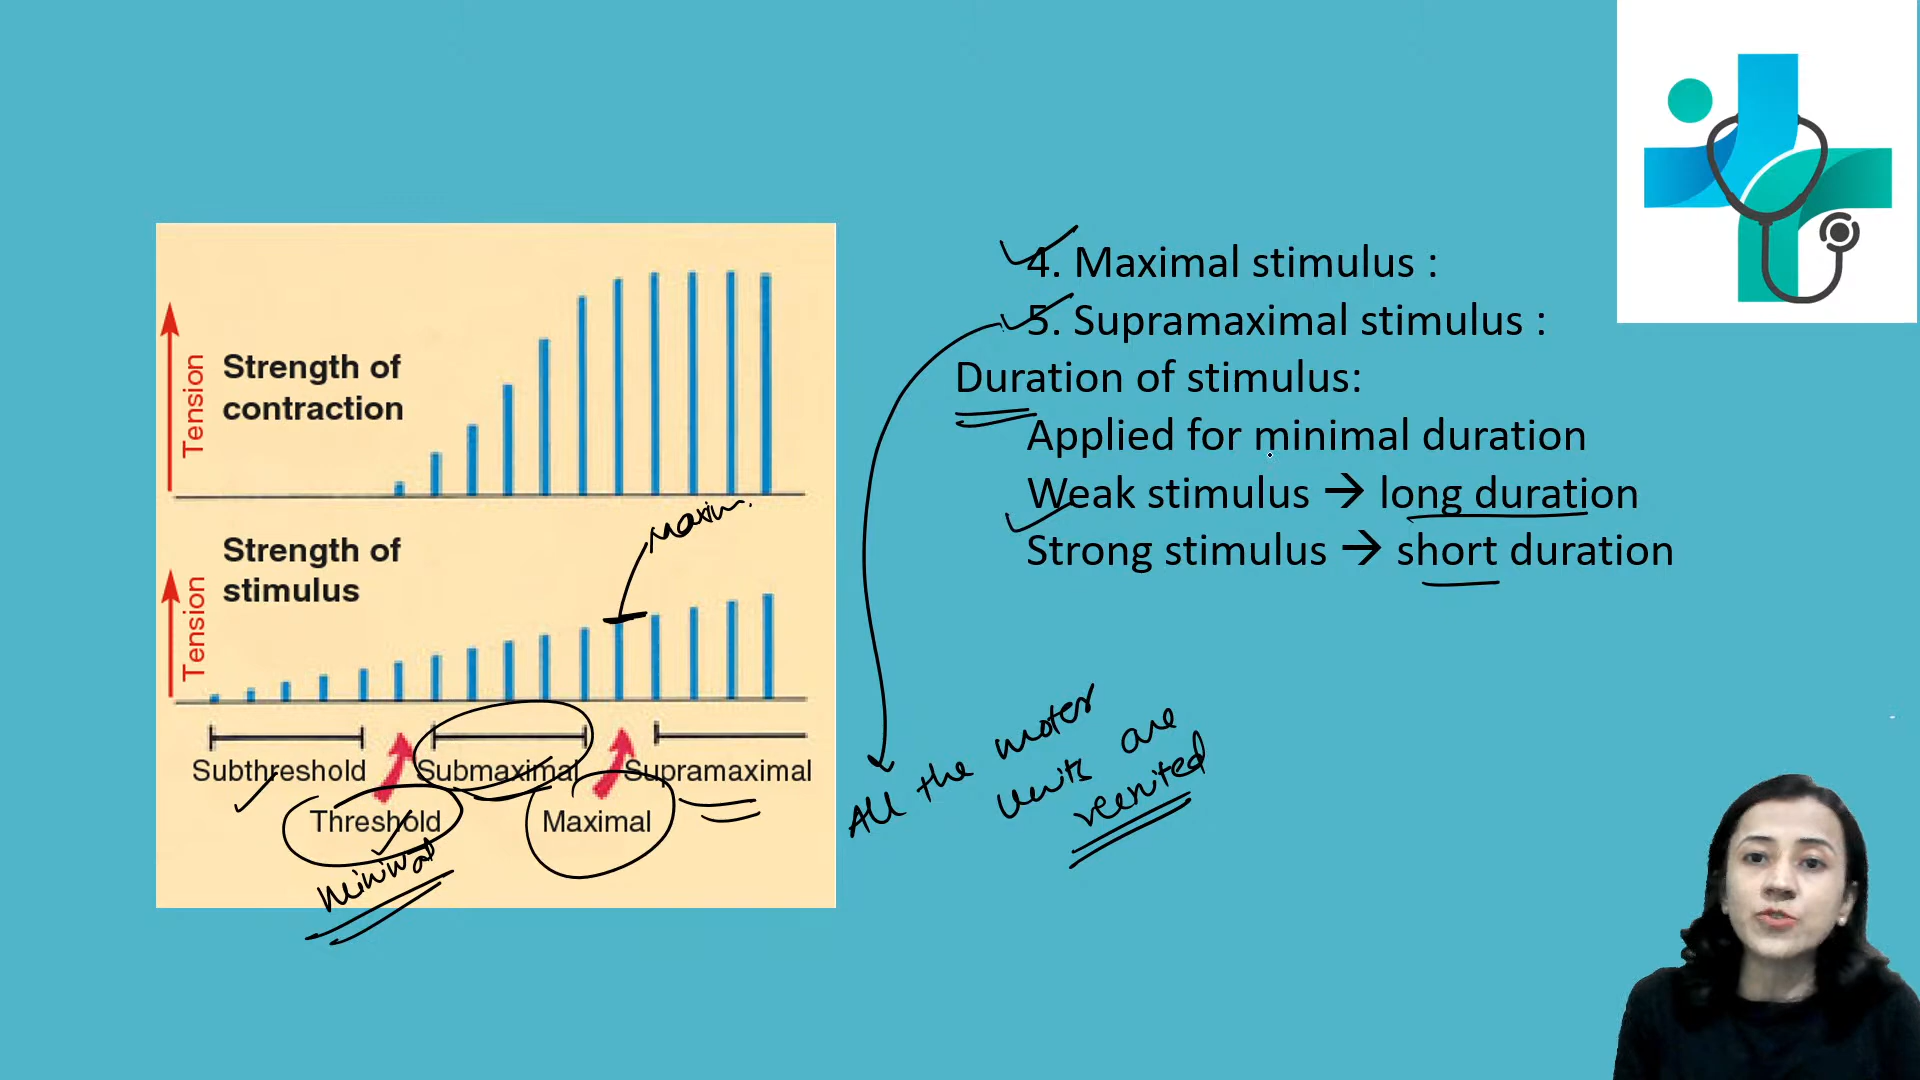 4. Maximal stimulus :
5. Supramaximal stimulus :
Duration of stimulus:
Applied for minimal duration
Weak stimulus → long duration
Strong stimulus → short duration
Tension
Strength of
contraction
Maxim.
Tension
Strength of
stimulus
Subthreshold
Submaximal
Supramaximal
Threshold
Maximal
Minimal
All the motor
units are